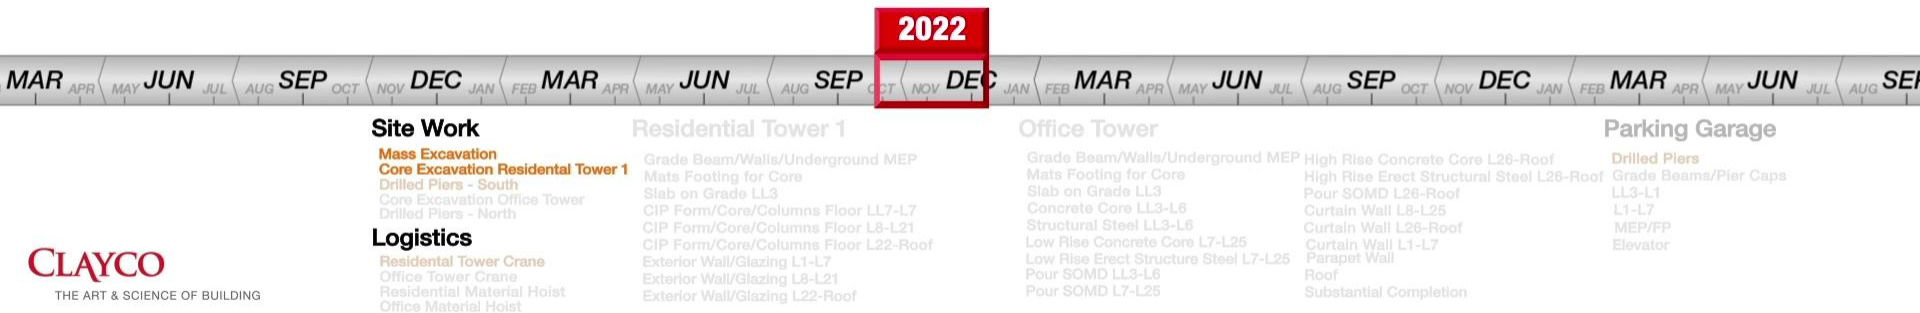 2022
MAR APR MAY JUN JUL AUG SEP OCT NOV DEC JAN FEB MAR APR MAY JUN JUL AUG SEP OCT NOV DEC JAN FEB MAR APR MAY JUN JUL AUG SEP OCT NOV DEC JAN FEB MAR APR MAY JUN JUL AUG SEP
Site Work
Mass Excavation
Core Excavation Residental Tower 1
Drilled Piers - South
Core Excavation Office Tower
Drilled Piers - North
Logistics
Residental Tower Crane
Office Tower Crane
Residential Material Hoist
Office Material Hoist
Residential Tower 1
Grade Beam/Walls/Underground MEP
Mats Footing for Core
Slab on Grade LL3
CIP Form/Core/Columns Floor LL7-L7
CIP Form/Core/Columns Floor L8-L21
CIP Form/Core/Columns Floor L22-Roof
Exterior Wall/Glazing L1-L7
Exterior Wall/Glazing L8-L21
Exterior Wall/Glazing L22-Roof
Office Tower
Grade Beam/Walls/Underground MEP
Mats Footing for Core
Slab on Grade LL3
Concrete Core LL3-L6
Structural Steel LL3-L6
Low Rise Concrete Core L7-L25
Low Rise Erect Structure Steel L7-L25
Pour SOMD LL3-L6
Pour SOMD L7-L25
High Rise Concrete Core L26-Roof
High Rise Erect Structural Steel L26-Roof
Pour SOMD L26-Roof
Curtain Wall L8-L25
Curtain Wall L26-Roof
Curtain Wall L1-L7
Parapet Wall
Roof
Substantial Completion
Parking Garage
Drilled Piers
Grade Beams/Pier Caps
LL3-L1
L1-L7
MEP/FP
Elevator
CLAYCO
THE ART & SCIENCE OF BUILDING